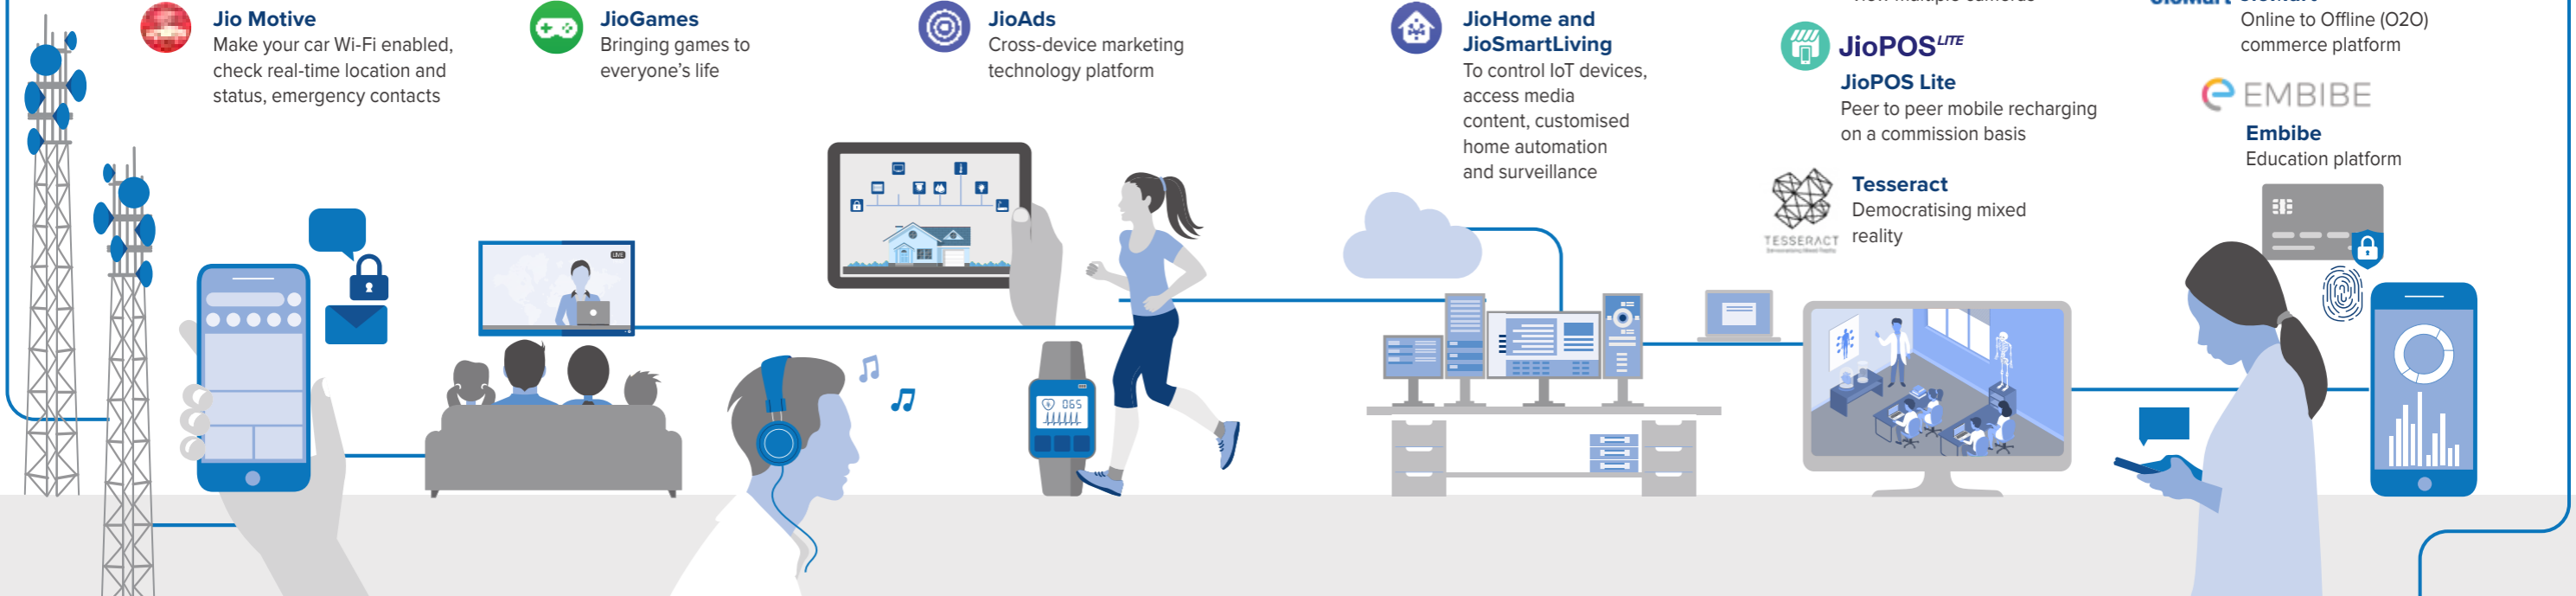 Jio Motive
Make your car Wi-Fi enabled,
check real-time location and
status, emergency contacts
JioGames
Bringing games to
everyone's life
JioAds
Cross-device marketing
technology platform
JioHome and
JioSmartLiving
To control IoT devices,
access media
content, customised
home automation
and surveillance
JioPOS LITE
JioPOS Lite
Peer to peer mobile recharging
on a commission basis
TESSERACT
Tesseract
Democratising mixed
reality
Online to Offline (O2O)
commerce platform
EMBIBE
Embibe
Education platform
LIVE
065